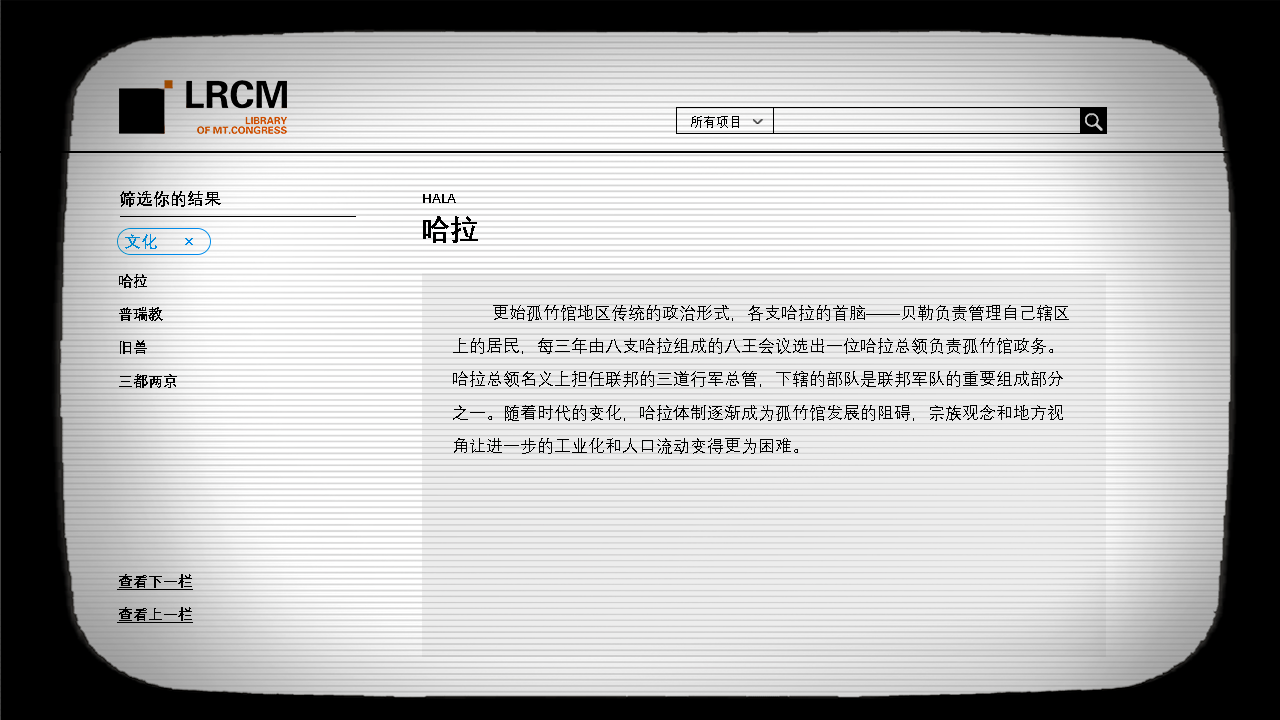 LRCM
LIBRARY
OF MT.CONGRESS
所有项目
筛选你的结果
文化 ×
哈拉
普瑞教
旧兽
三都两京
查看下一栏
查看上一栏
HALA
哈拉
更始孤竹馆地区传统的政治形式，各支哈拉的首脑——贝勒负责管理自己辖区
上的居民，每三年由八支哈拉组成的八王会议选出一位哈拉总领负责孤竹馆政务。
哈拉总领名义上担任联邦的三道行军总管，下辖的部队是联邦军队的重要组成部分
之一。随着时代的变化，哈拉体制逐渐成为孤竹馆发展的阻碍，宗族观念和地方视
角让进一步的工业化和人口流动变得更为困难。